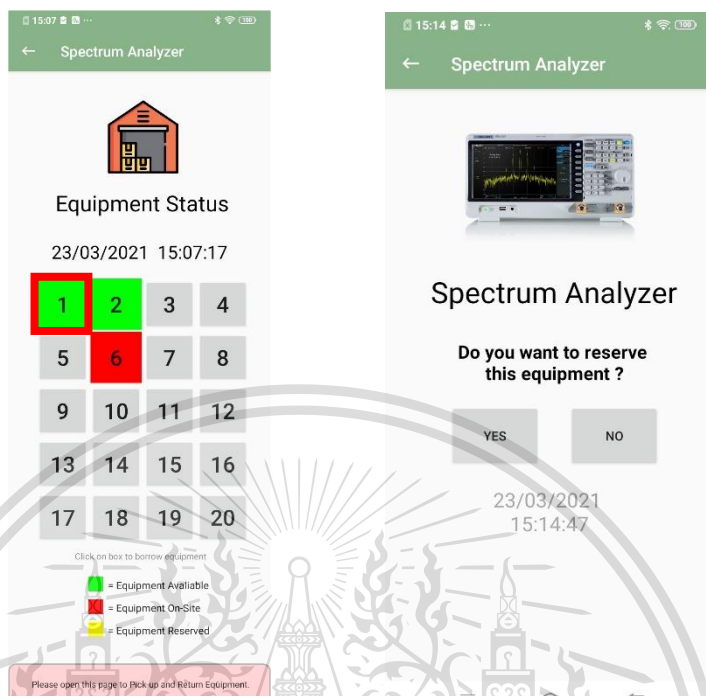 15:07
100
Spectrum Analyzer
Equipment Status
23/03/2021 15:07:17
1 2 3 4
5 6 7 8
9 10 11 12
13 14 15 16
17 18 19 20
Click on box to borrow equipment
= Equipment Avaliable
= Equipment On-Site
= Equipment Reserved
Please open this page to Pick-up and Return Equipment.
15:14
100
Spectrum Analyzer
Spectrum Analyzer
Do you want to reserve
this equipment ?
YES NO
23/03/2021
15:14:47